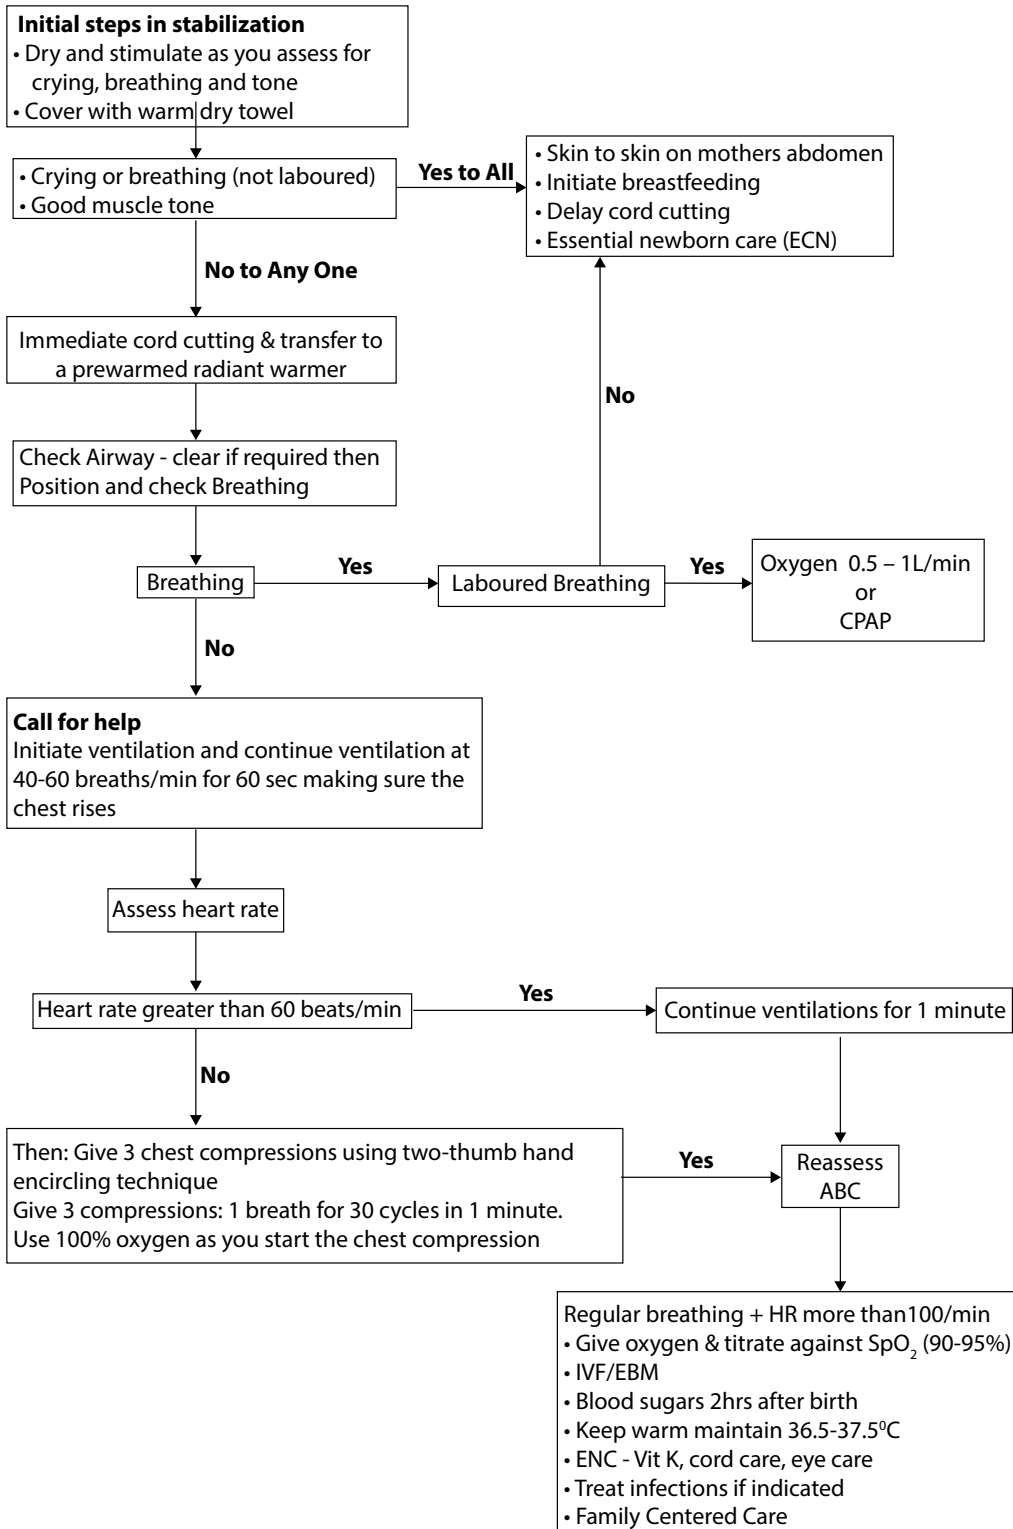 Initial steps in stabilization
• Dry and stimulate as you assess for
crying, breathing and tone
• Cover with warm dry towel
• Crying or breathing (not laboured)
• Good muscle tone
Yes to All
• Skin to skin on mothers abdomen
• Initiate breastfeeding
• Delay cord cutting
• Essential newborn care (ECN)
No to Any One
Immediate cord cutting & transfer to
a prewarmed radiant warmer
No
Check Airway - clear if required then
Position and check Breathing
Breathing
Yes
Laboured Breathing
Yes
Oxygen 0.5 – 1L/min
or
CPAP
No
Call for help
Initiate ventilation and continue ventilation at
40-60 breaths/min for 60 sec making sure the
chest rises
Assess heart rate
Heart rate greater than 60 beats/min
Yes
Continue ventilations for 1 minute
No
Then: Give 3 chest compressions using two-thumb hand
encircling technique
Give 3 compressions: 1 breath for 30 cycles in 1 minute.
Use 100% oxygen as you start the chest compression
Yes
Reassess
ABC
Regular breathing + HR more than100/min
• Give oxygen & titrate against SpO₂ (90-95%)
• IVF/EBM
• Blood sugars 2hrs after birth
• Keep warm maintain 36.5-37.5⁰C
• ENC - Vit K, cord care, eye care
• Treat infections if indicated
• Family Centered Care